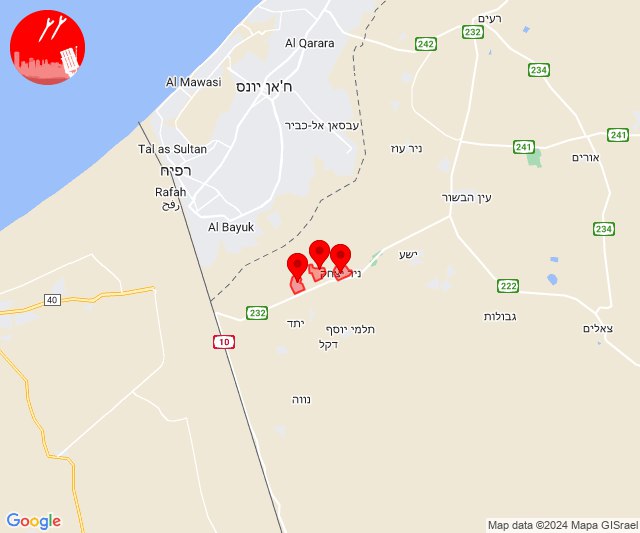 רעים
232
Al Qarara
242
234
Al Mawasi
ח'אן יונס
עבסאן אל-כביר
241
Tal as Sultan
ניר עוז
241
אורים
רפיח
Rafah
رفح
עין הבשור
Al Bayuk
234
ישע
ניר יצחק
222
40
232
יתד
תלמי יוסף
גבולות
צאלים
10
דקל
נווה
Google
Map data ©2024 Mapa GISrael